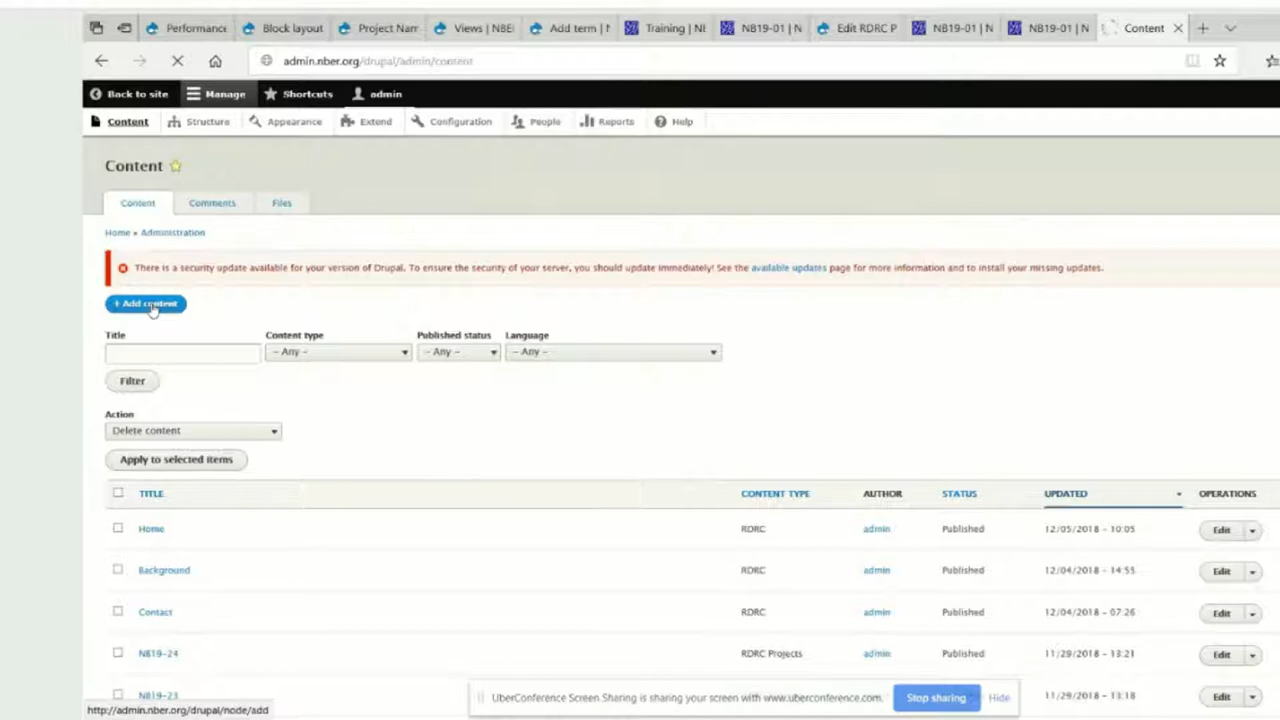 Performance Block layout Project Nam Views | NBE Add term | N Training | NB NB19-01 | N Edit RDRC P NB19-01 | N NB19-01 | N Content
admin.nber.org/drupal/admin/content
Back to site Manage Shortcuts admin
Content Structure Appearance Extend Configuration People Reports Help
Content
Content Comments Files
Home » Administration
There is a security update available for your version of Drupal. To ensure the security of your server, you should update immediately! See the available updates page for more information and to install your missing updates.
+ Add content
Title Content type Published status Language
- Any - - Any - - Any -
Filter
Action
Delete content
Apply to selected items
TITLE CONTENT TYPE AUTHOR STATUS UPDATED OPERATIONS
Home RDRC admin Published 12/05/2018 - 10:05 Edit
Background RDRC admin Published 12/04/2018 - 14:55 Edit
Contact RDRC admin Published 12/04/2018 - 07:26 Edit
NB19-24 RDRC Projects admin Published 11/29/2018 - 13:21 Edit
NB19-23 11/29/2018 - 13:18 Edit
UberConference Screen Sharing is sharing your screen with www.uberconference.com. Stop sharing Hide
http://admin.nber.org/drupal/node/add